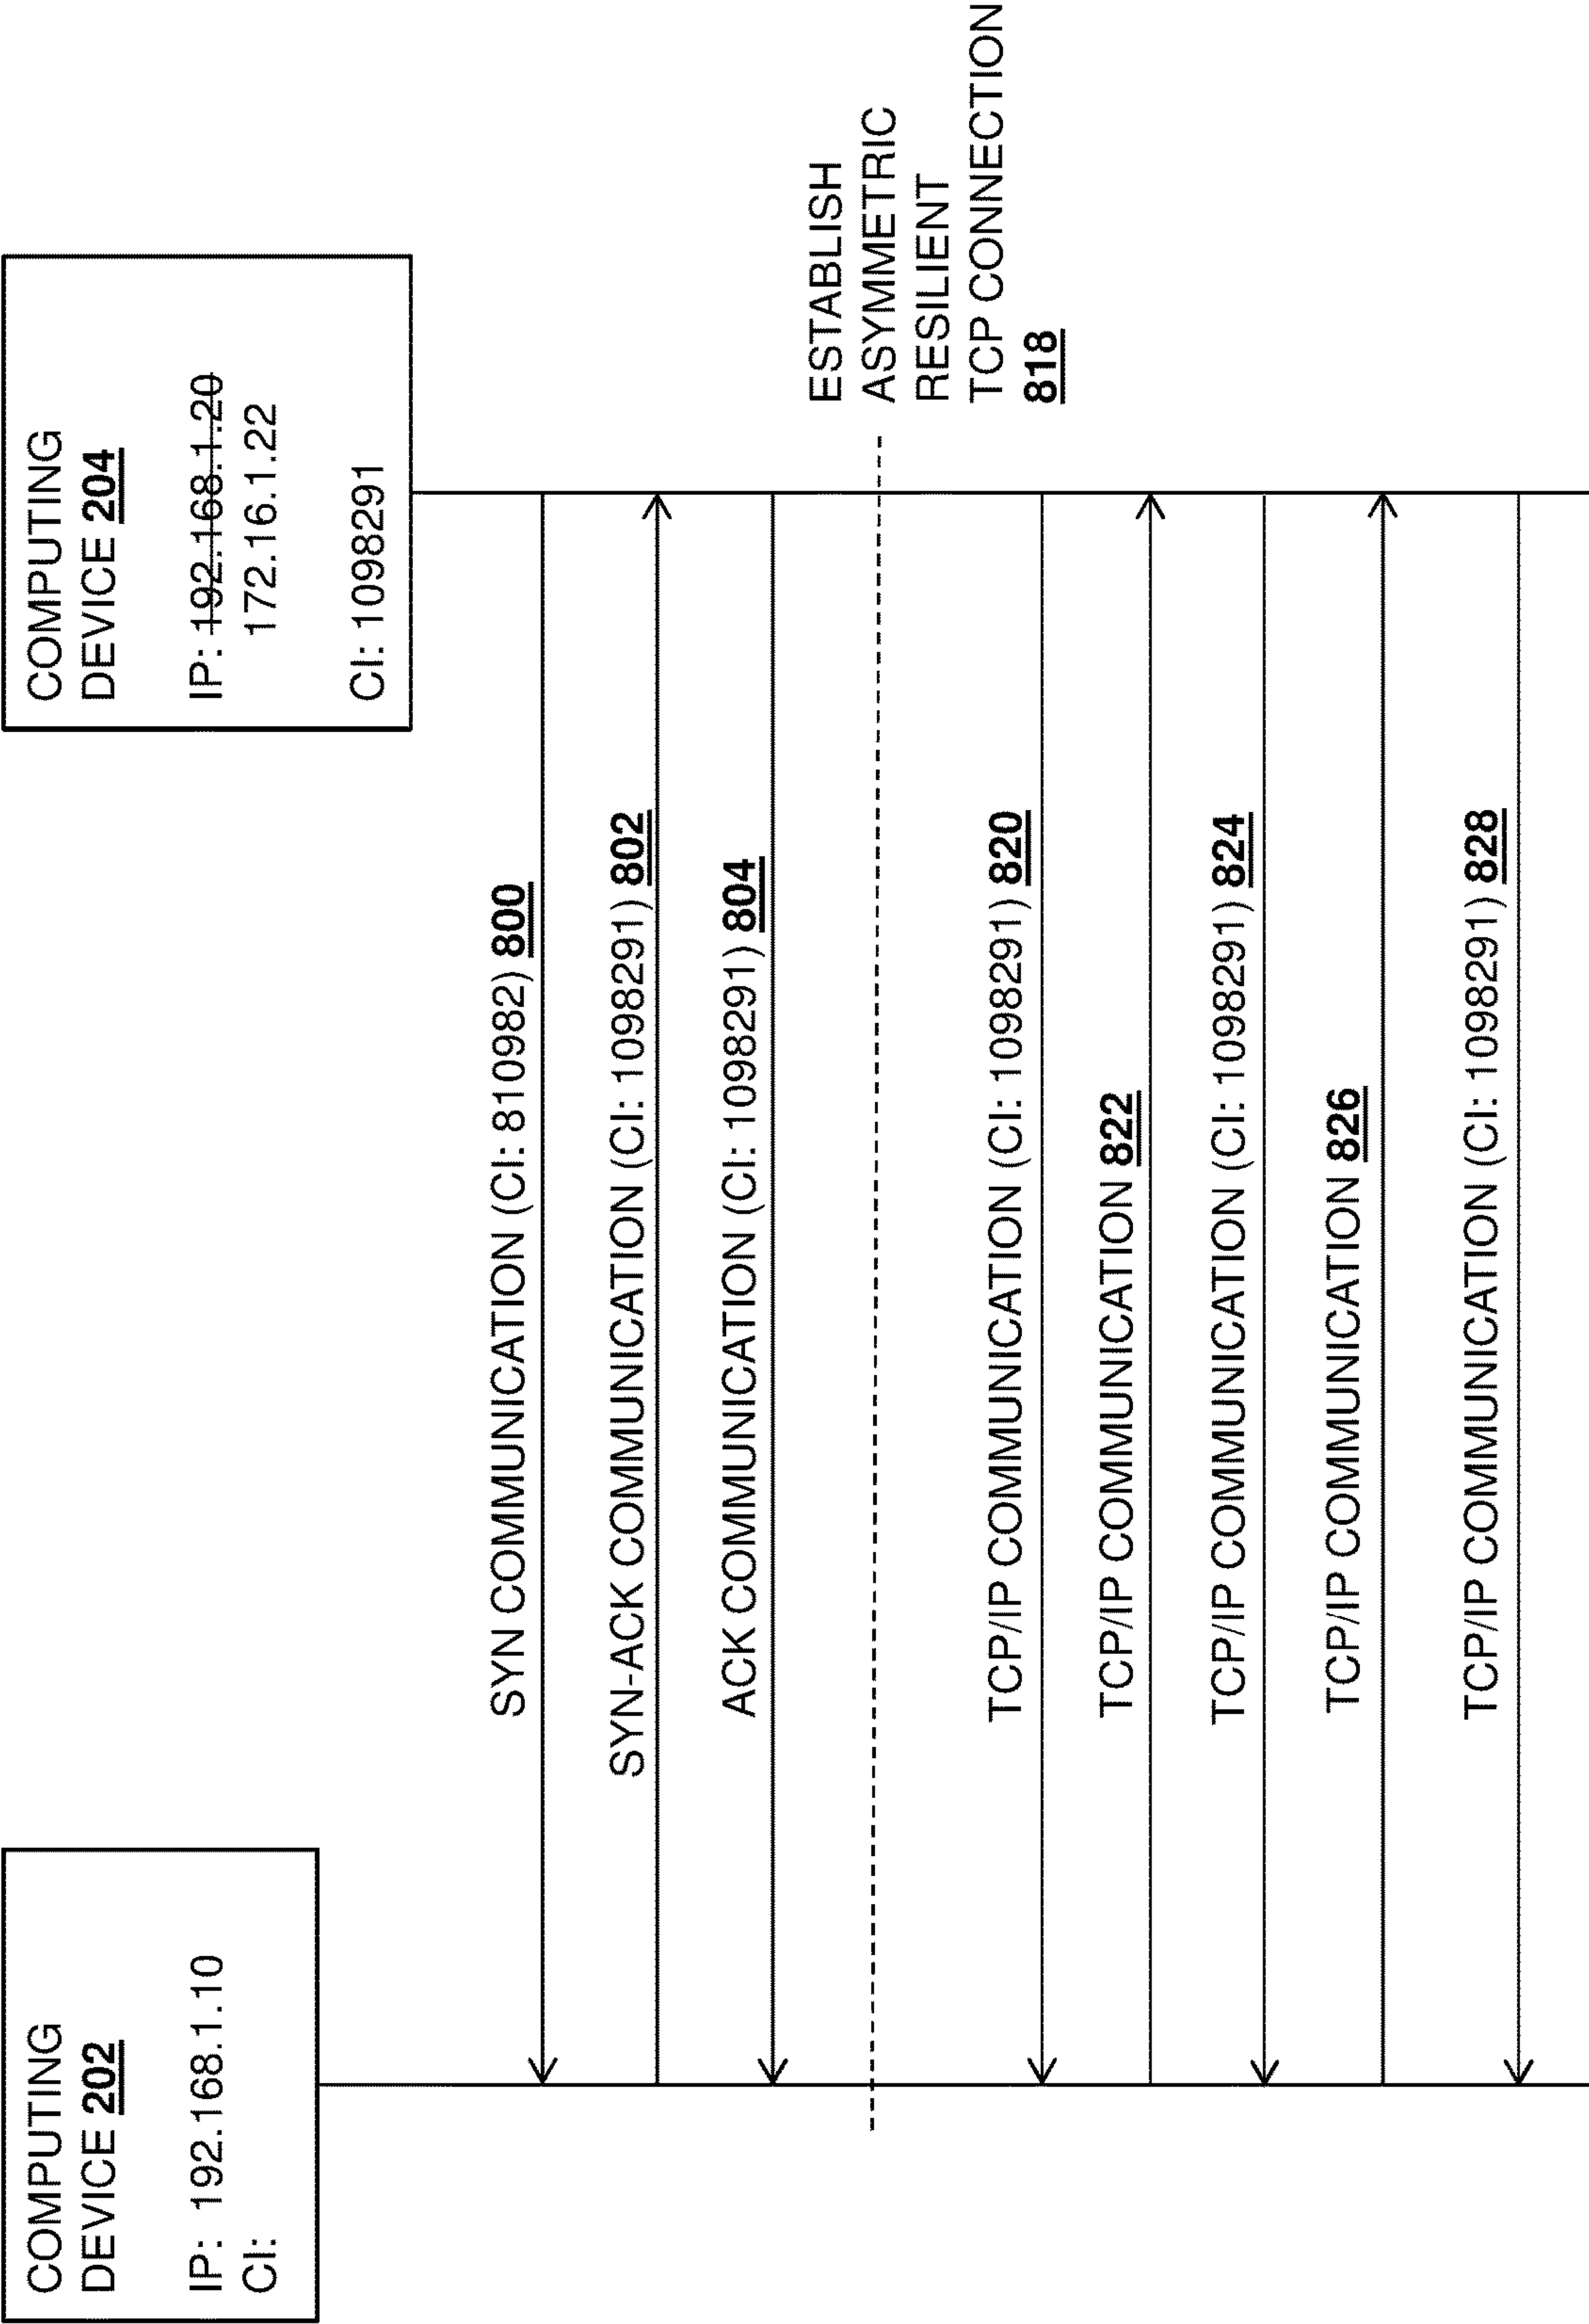 COMPUTING
DEVICE 202
IP: 192.168.1.10
CI:
COMPUTING
DEVICE 204
IP: 192.168.1.20
172.16.1.22
CI: 1098291
SYN COMMUNICATION (CI: 810982) 800
SYN-ACK COMMUNICATION (CI: 1098291) 802
ACK COMMUNICATION (CI: 1098291) 804
ESTABLISH
ASYMMETRIC
RESILIENT
TCP CONNECTION
818
TCP/IP COMMUNICATION (CI: 1098291) 820
TCP/IP COMMUNICATION 822
TCP/IP COMMUNICATION (CI: 1098291) 824
TCP/IP COMMUNICATION 826
TCP/IP COMMUNICATION (CI: 1098291) 828